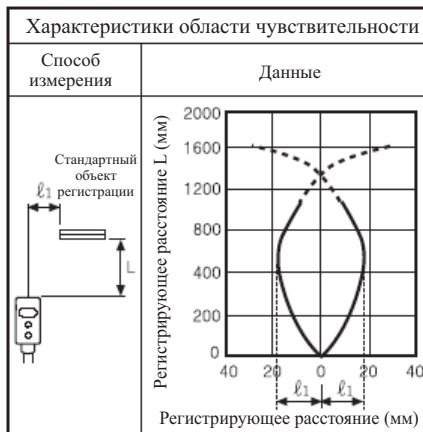 Характеристики области чувствительности
Способ
измерения
Данные
Стандартный
объект
регистрации
ℓ1
L
Регистрирующее расстояние L (мм)
2000
1600
1200
800
400
200
0
40 20 0 20 40
ℓ1 ℓ1
Регистрирующее расстояние (мм)